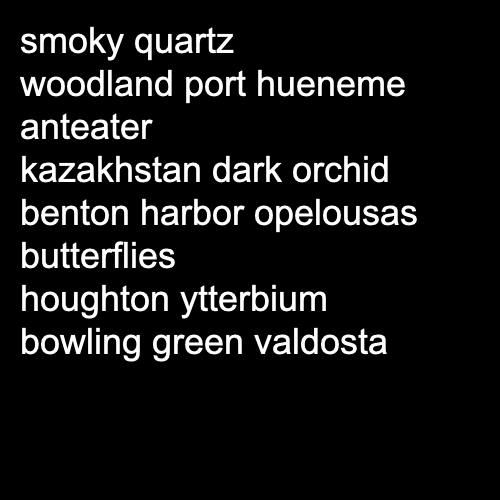 smoky quartz
woodland port hueneme
anteater
kazakhstan dark orchid
benton harbor opelousas
butterflies
houghton ytterbium
bowling green valdosta